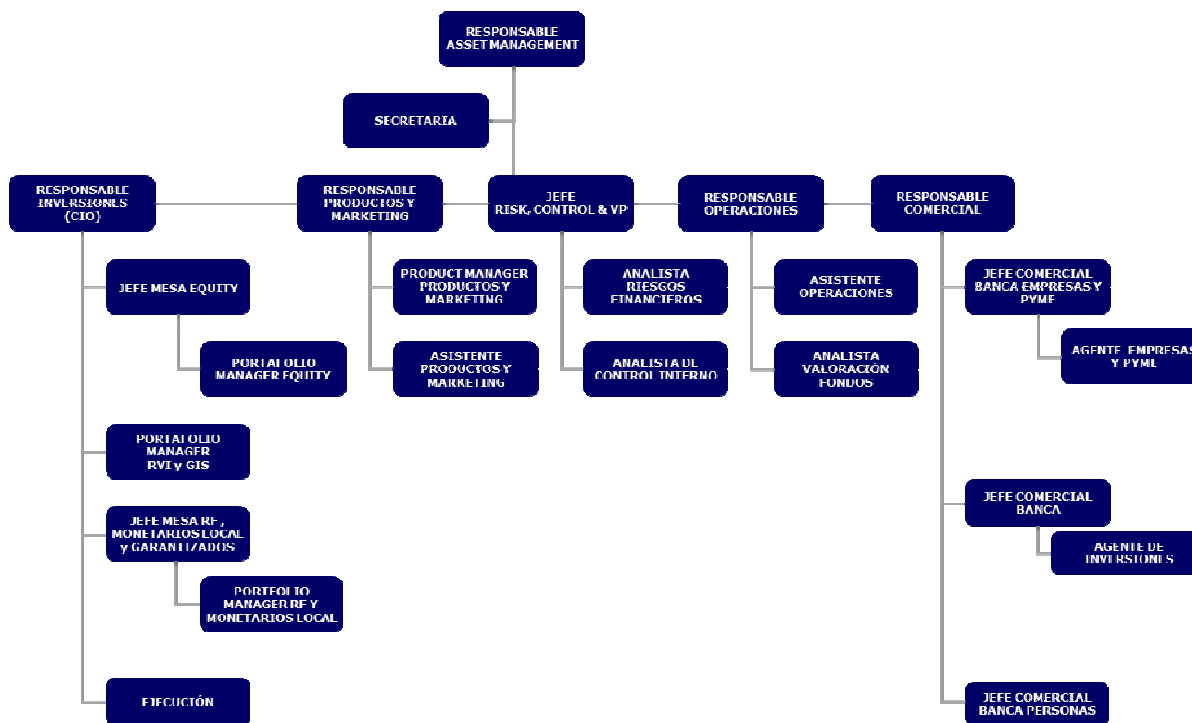 RESPONSABLE
ASSET MANAGEMENT
SECRETARIA
RESPONSABLE
INVERSIONES
(CIO)
RESPONSABLE
PRODUCTOS Y
MARKETING
JEFE
RISK, CONTROL & VP
RESPONSABLE
OPERACIONES
RESPONSABLE
COMERCIAL
JEFE MESA EQUITY
PORTAFOLIO
MANAGER EQUITY
PORTAFOLIO
MANAGER
RVI y GIS
JEFE MESA RF,
MONETARIOS LOCAL
y GARANTIZADOS
PORTFOLIO
MANAGER RF Y
MONETARIOS LOCAL
EJECUCIÓN
PRODUCT MANAGER
PRODUCTOS Y
MARKETING
ASISTENTE
PRODUCTOS Y
MARKETING
ANALISTA
RIESGOS
FINANCIEROS
ANALISTA DE
CONTROL INTERNO
ASISTENTE
OPERACIONES
ANALISTA
VALORACIÓN
FONDOS
JEFE COMERCIAL
BANCA EMPRESAS Y
PYME
AGENTE EMPRESAS
Y PYME
JEFE COMERCIAL
BANCA
AGENTE DE
INVERSIONES
JEFE COMERCIAL
BANCA PERSONAS